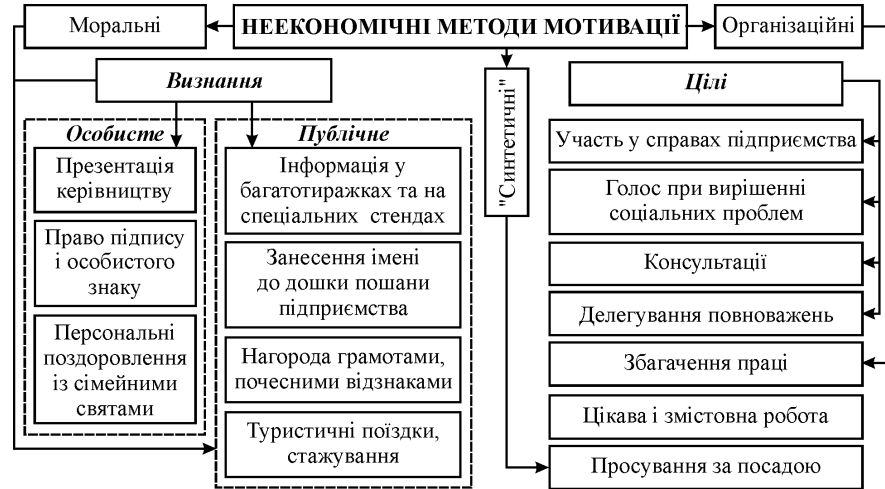 Моральні
НЕЕКОНОМІЧНІ МЕТОДИ МОТИВАЦІЇ
Організаційні
Визнання
"Синтетичні"
Цілі
Особисте
Презентація
керівництву
Право підпису
і особистого
знаку
Персональні
поздоровлення
із сімейними
святами
Публічне
Інформація у
багатотиражках та на
спеціальних стендах
Занесення імені
до дошки пошани
підприємства
Нагорода грамотами,
почесними відзнаками
Туристичні поїздки,
стажування
Участь у справах підприємства
Голос при вирішенні
соціальних проблем
Консультації
Делегування повноважень
Збагачення праці
Цікава і змістовна робота
Просування за посадою